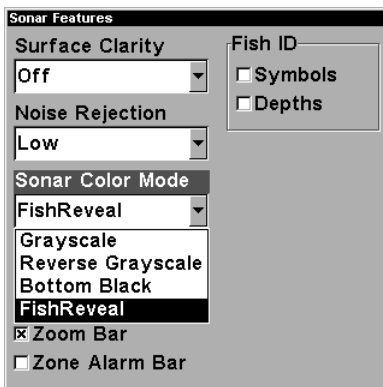 Sonar Features
Surface Clarity
Off
Noise Rejection
Low
Sonar Color Mode
FishReveal
Grayscale
Reverse Grayscale
Bottom Black
FishReveal
Zoom Bar
Zone Alarm Bar
Fish ID
Symbols
Depths